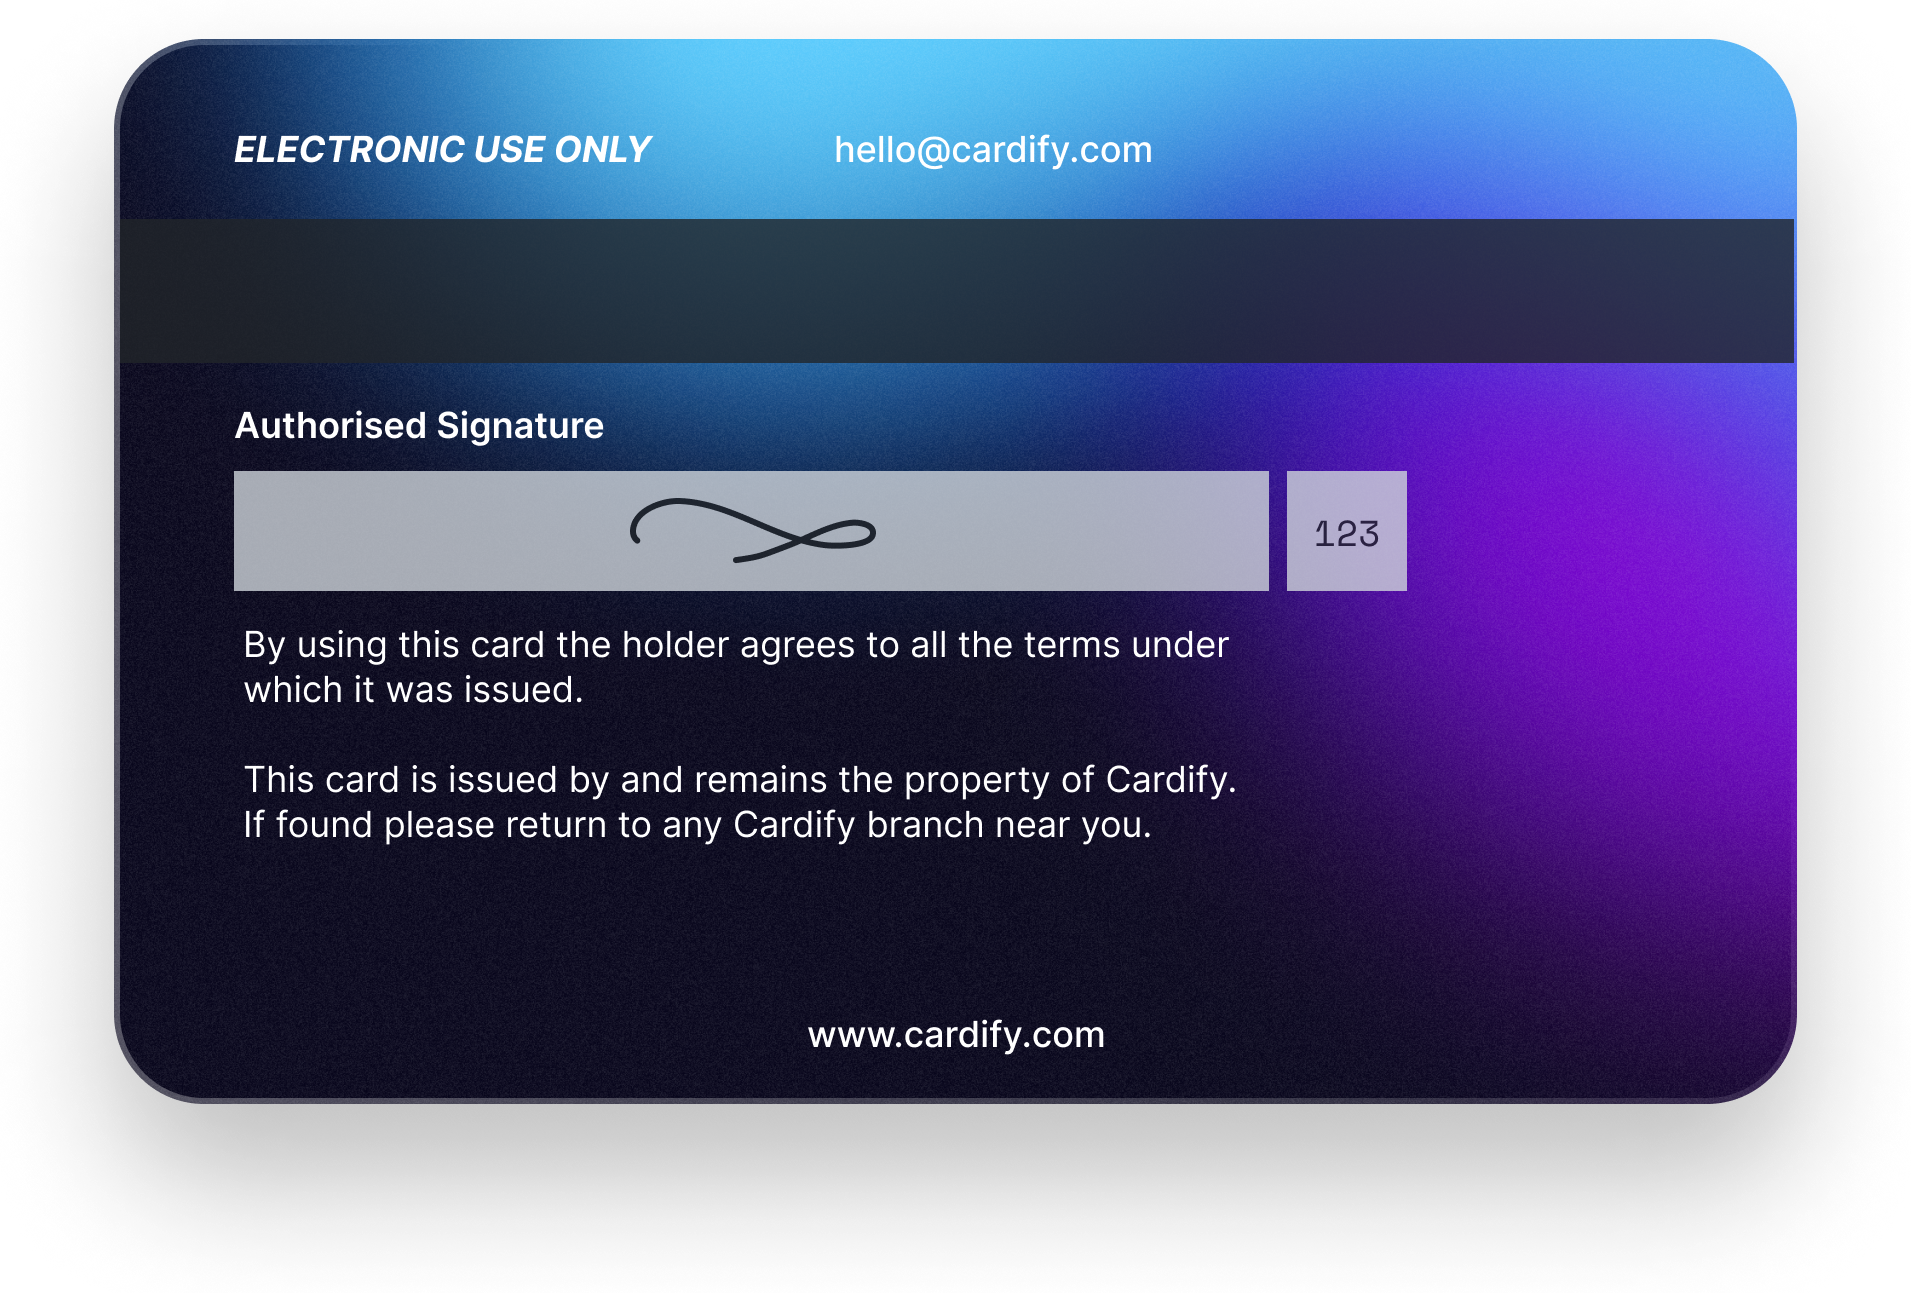 ELECTRONIC USE ONLY
hello@cardify.com
Authorised Signature
123
By using this card the holder agrees to all the terms under
which it was issued.
This card is issued by and remains the property of Cardify.
If found please return to any Cardify branch near you.
www.cardify.com